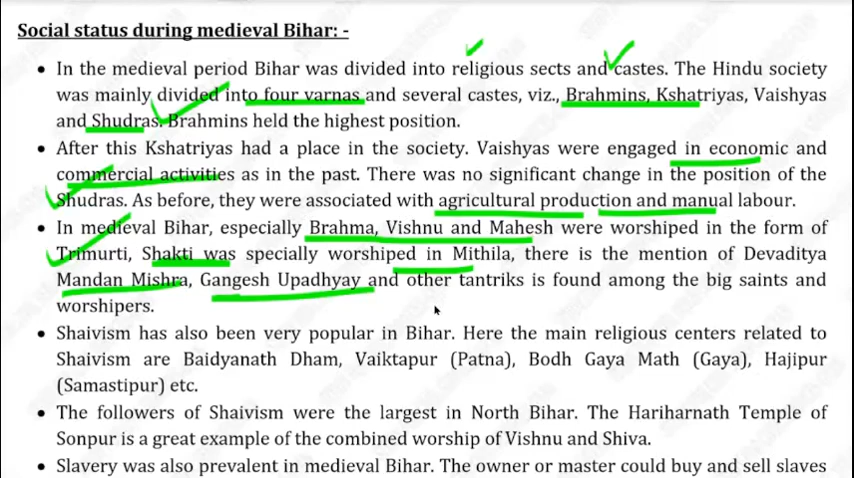 Social status during medieval Bihar: -
• In the medieval period Bihar was divided into religious sects and castes. The Hindu society
was mainly divided into four varnas and several castes, viz., Brahmins, Kshatriyas, Vaishyas
and Shudras. Brahmins held the highest position.
• After this Kshatriyas had a place in the society. Vaishyas were engaged in economic and
commercial activities as in the past. There was no significant change in the position of the
Shudras. As before, they were associated with agricultural production and manual labour.
• In medieval Bihar, especially Brahma, Vishnu and Mahesh were worshiped in the form of
Trimurti, Shakti was specially worshiped in Mithila, there is the mention of Devaditya
Mandan Mishra, Gangesh Upadhyay and other tantriks is found among the big saints and
worshipers.
• Shaivism has also been very popular in Bihar. Here the main religious centers related to
Shaivism are Baidyanath Dham, Vaiktapur (Patna), Bodh Gaya Math (Gaya), Hajipur
(Samastipur) etc.
• The followers of Shaivism were the largest in North Bihar. The Hariharnath Temple of
Sonpur is a great example of the combined worship of Vishnu and Shiva.
• Slavery was also prevalent in medieval Bihar. The owner or master could buy and sell slaves